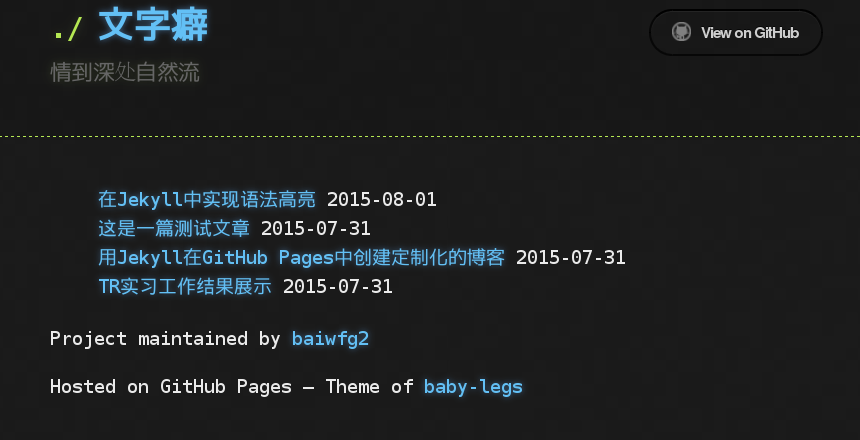 ./ 文字癖
View on GitHub
情到深处自然流
在Jekyll中实现语法高亮 2015-08-01
这是一篇测试文章 2015-07-31
用Jekyll在GitHub Pages中创建定制化的博客 2015-07-31
TR实习工作结果展示 2015-07-31
Project maintained by baiwfg2
Hosted on GitHub Pages — Theme of baby-legs